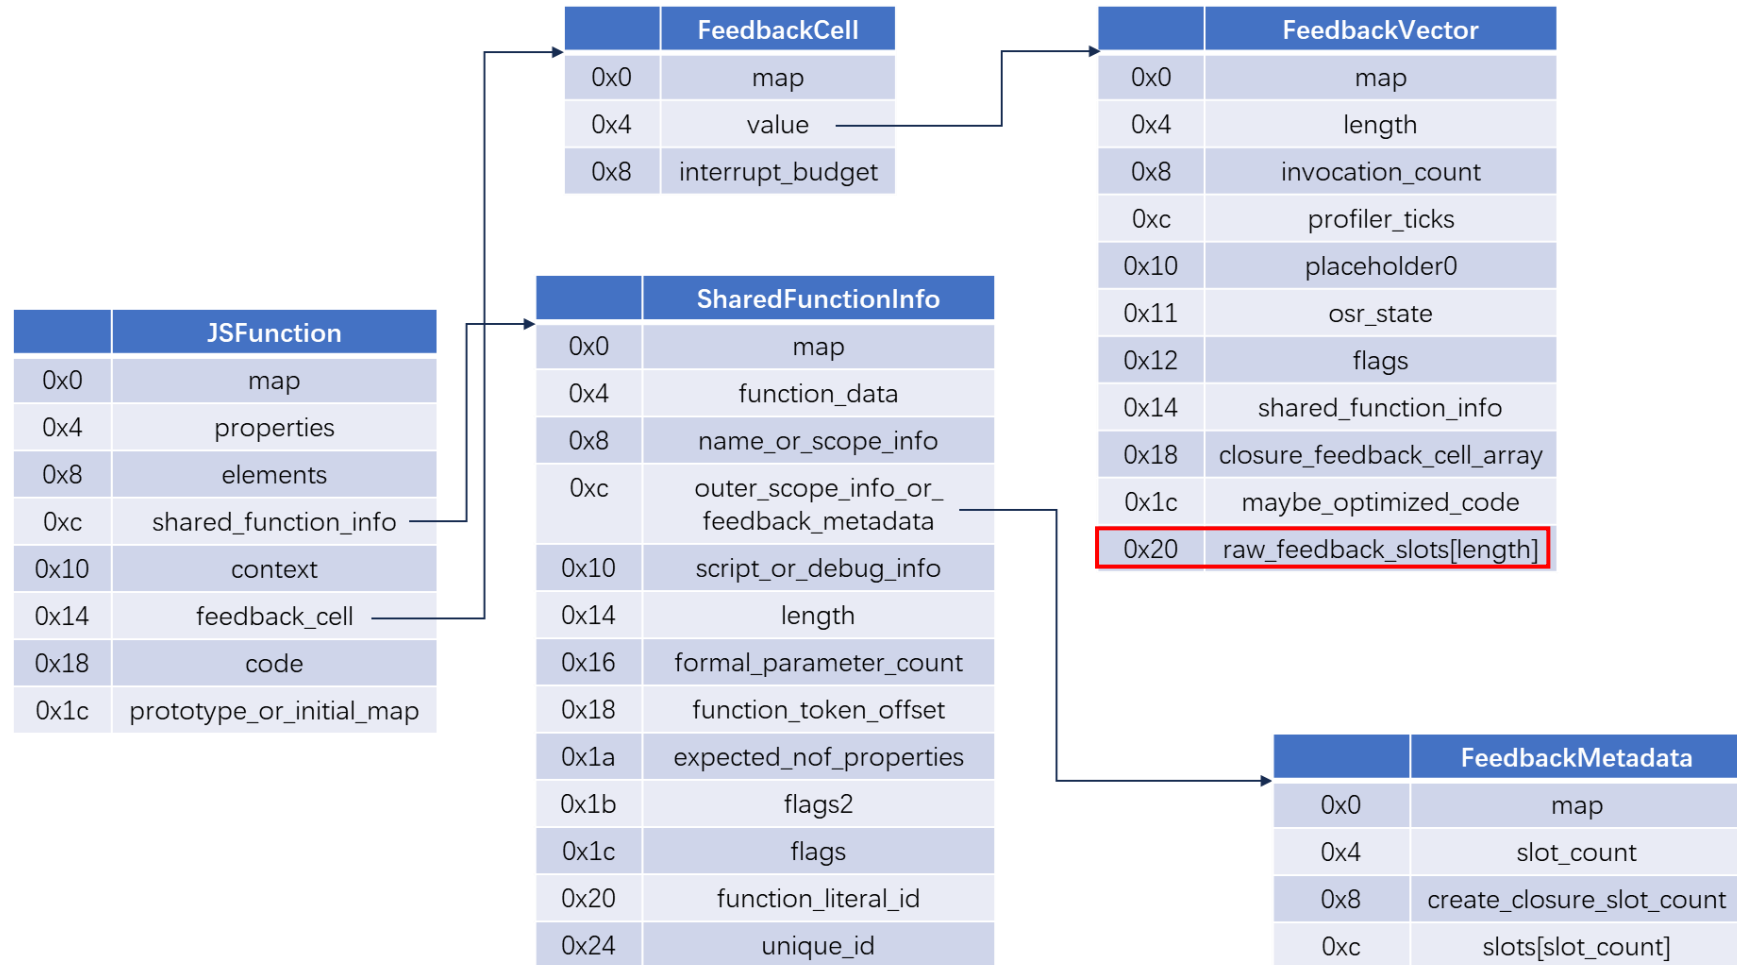 FeedbackCell
0x0 map
0x4 value
0x8 interrupt_budget
FeedbackVector
0x0 map
0x4 length
0x8 invocation_count
0xc profiler_ticks
0x10 placeholder0
0x11 osr_state
0x12 flags
0x14 shared_function_info
0x18 closure_feedback_cell_array
0x1c maybe_optimized_code
0x20 raw_feedback_slots[length]
JSFunction
0x0 map
0x4 properties
0x8 elements
0xc shared_function_info
0x10 context
0x14 feedback_cell
0x18 code
0x1c prototype_or_initial_map
SharedFunctionInfo
0x0 map
0x4 function_data
0x8 name_or_scope_info
0xc outer_scope_info_or_
feedback_metadata
0x10 script_or_debug_info
0x14 length
0x16 formal_parameter_count
0x18 function_token_offset
0x1a expected_nof_properties
0x1b flags2
0x1c flags
0x20 function_literal_id
0x24 unique_id
FeedbackMetadata
0x0 map
0x4 slot_count
0x8 create_closure_slot_count
0xc slots[slot_count]